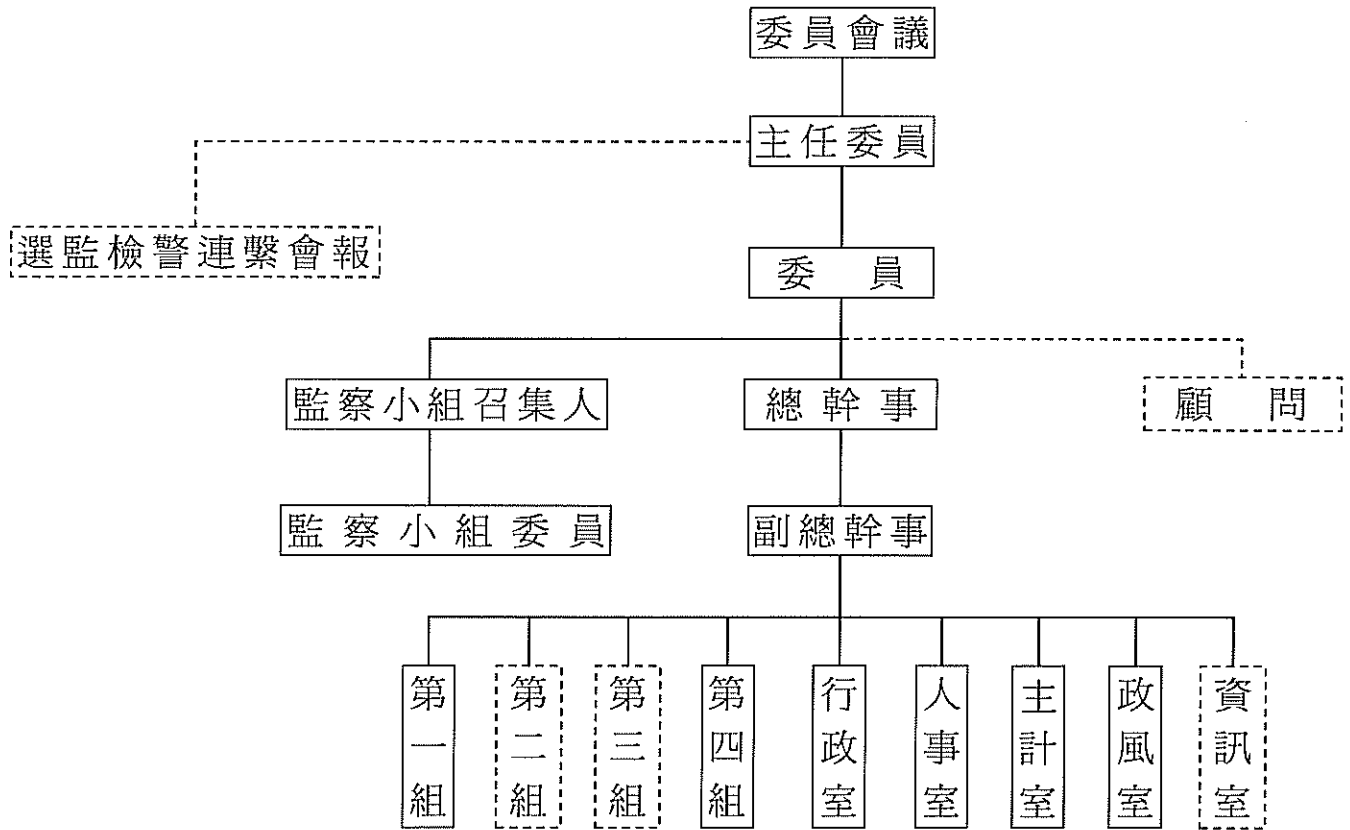 委員會議
主任委員
選監檢警連繫會報
委員
監察小組召集人
總幹事
顧問
監察小組委員
副總幹事
第一組
第二組
第三組
第四組
行政室
人事室
主計室
政風室
資訊室